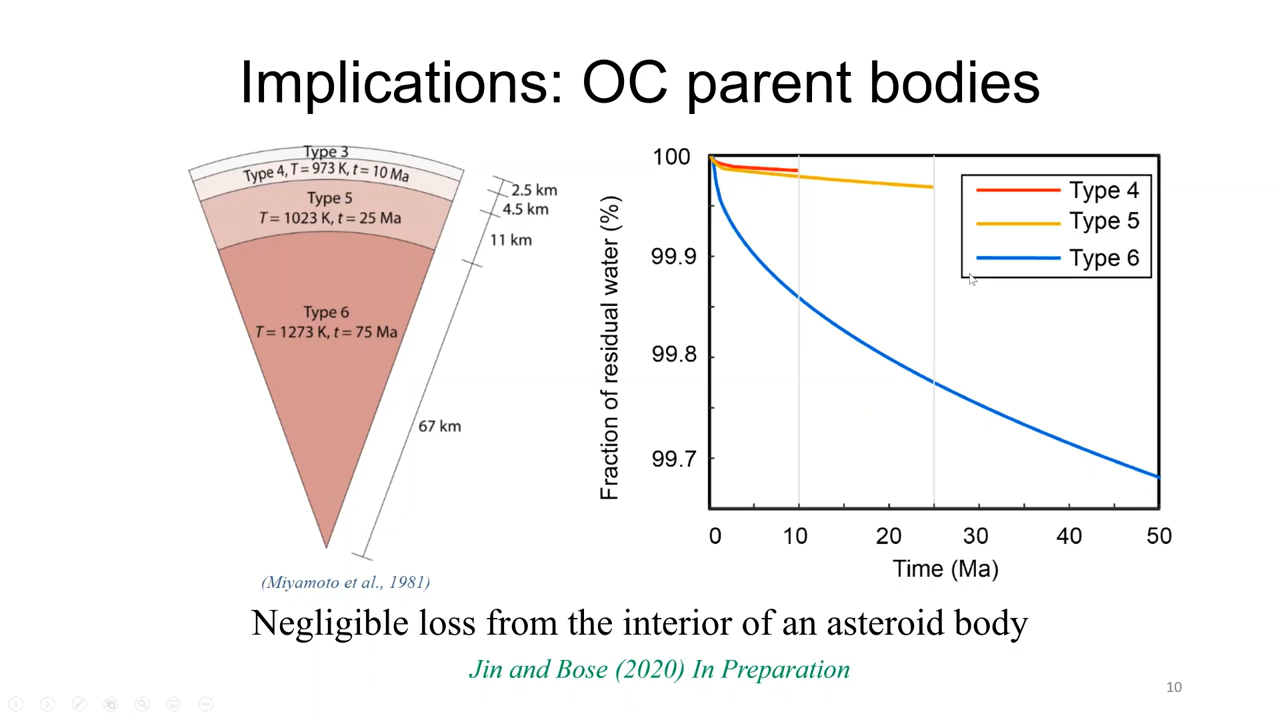 Implications: OC parent bodies
Type 3
Type 4, T = 973 K, t = 10 Ma
Type 5
T = 1023 K, t = 25 Ma
Type 6
T = 1273 K, t = 75 Ma
2.5 km
4.5 km
11 km
67 km
(Miyamoto et al., 1981)
Fraction of residual water (%)
100
99.9
99.8
99.7
Type 4
Type 5
Type 6
0 10 20 30 40 50
Time (Ma)
Negligible loss from the interior of an asteroid body
Jin and Bose (2020) In Preparation
10